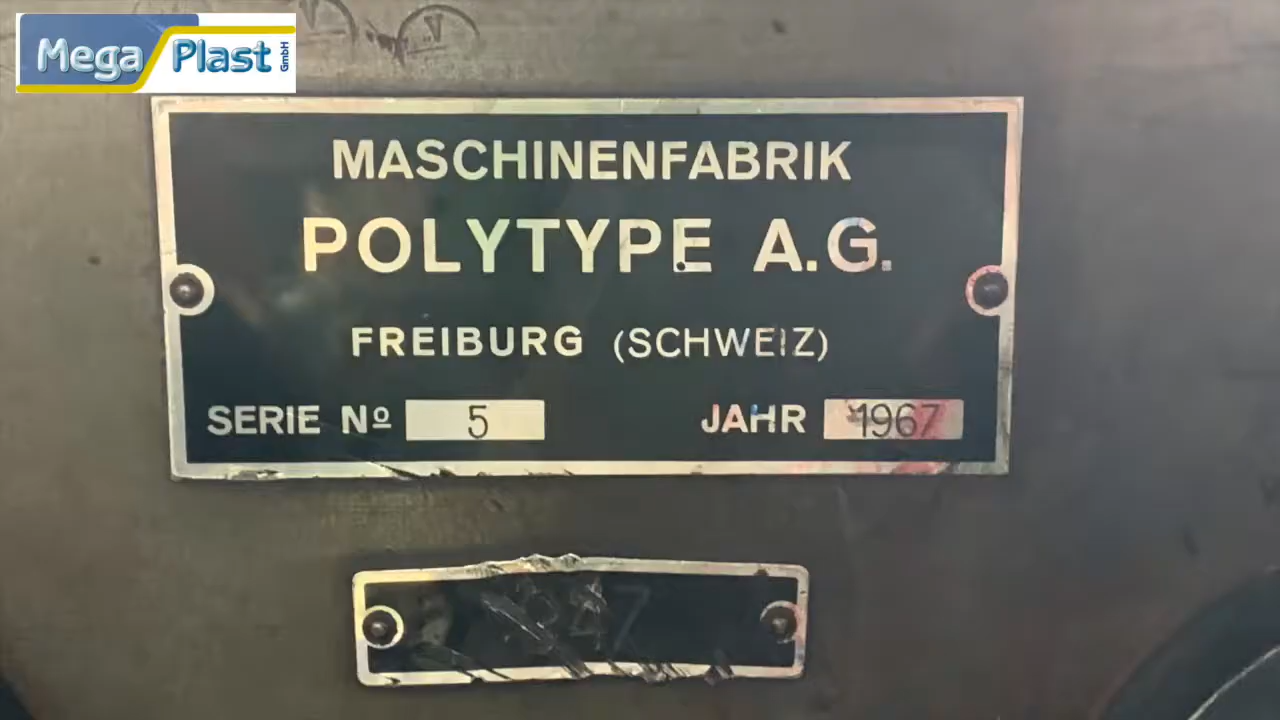 Mega Plast GmbH
MASCHINENFABRIK
POLYTYPE A.G.
FREIBURG (SCHWEIZ)
SERIE Nº 5 JAHR 1967